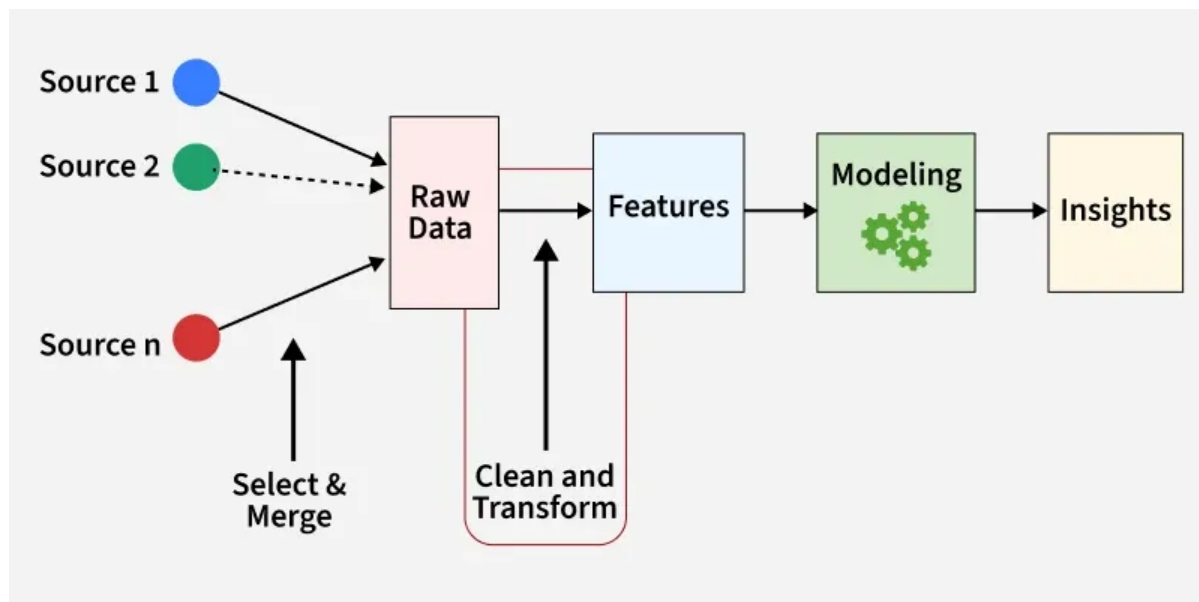 Source 1
Source 2
Source n
Select &
Merge
Raw
Data
Clean and
Transform
Features
Modeling
Insights